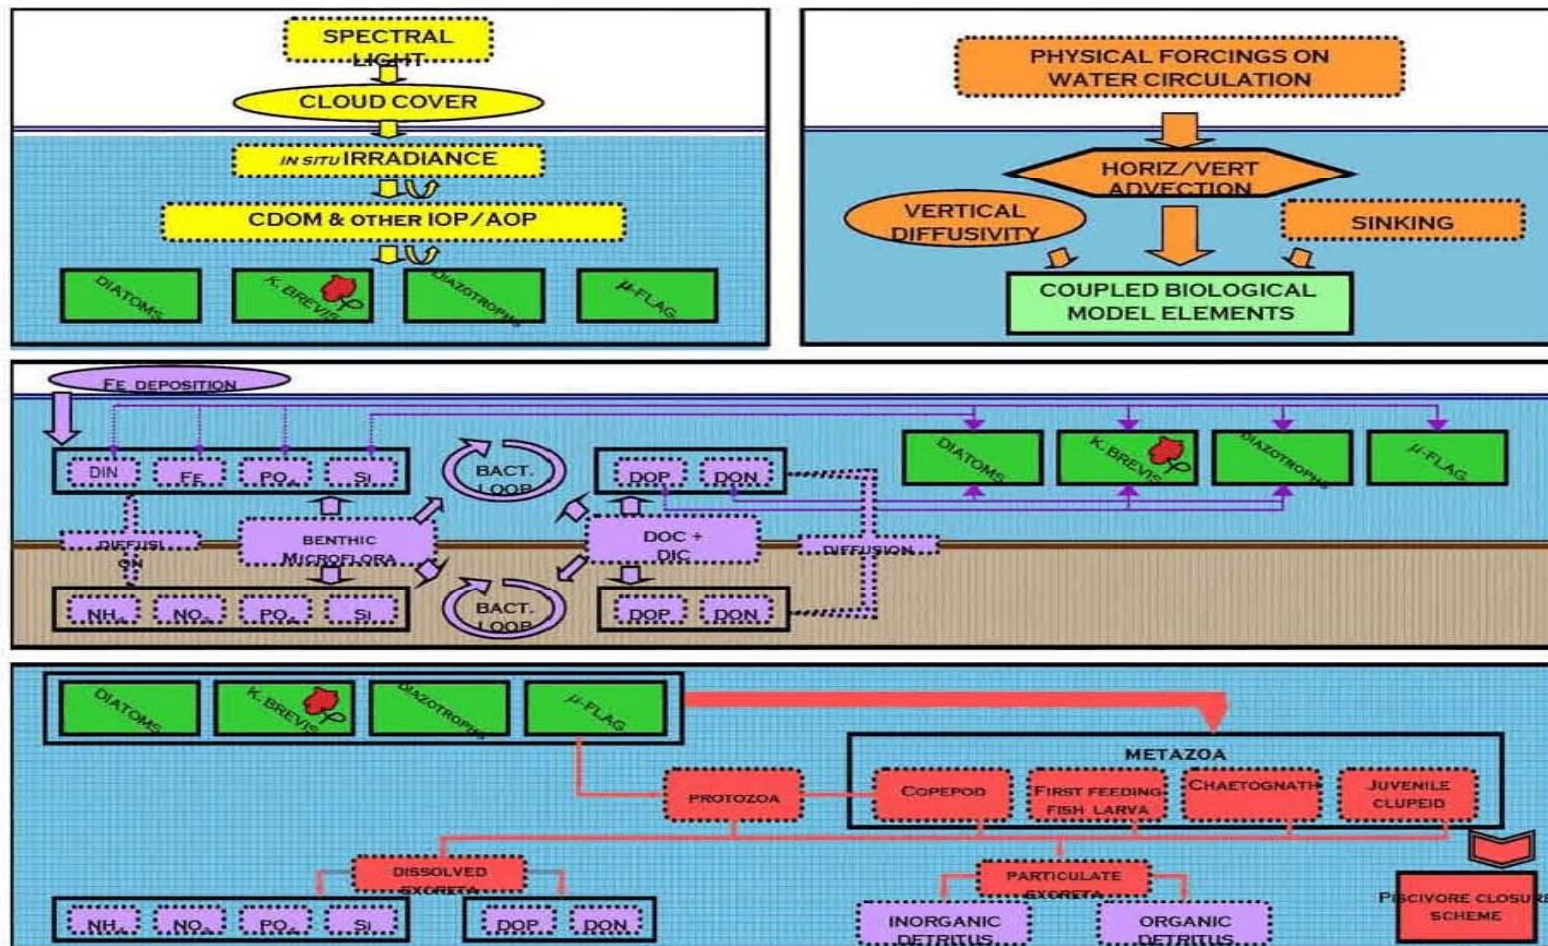 SPECTRAL
LIGHT
CLOUD COVER
IN SITU IRRADIANCE
CDOM & OTHER IOP/AOP
DIATOMS
K. BREVIS
DIAZOTROPHS
μ-FLAG
PHYSICAL FORCINGS ON
WATER CIRCULATION
HORIZ/VERT
ADVECTION
VERTICAL
DIFFUSIVITY
SINKING
COUPLED BIOLOGICAL
MODEL ELEMENTS
FE DEPOSITION
DIN
FE
PO4
SI
BACT.
LOOP
DOP
DON
DIATOMS
K. BREVIS
DIAZOTROPHS
μ-FLAG
DIFFUSI
ON
BENTHIC
MICROFLORA
DOC +
DIC
DIFFUSION
NH4
NO3
PO4
SI
BACT.
LOOP
DOP
DON
DIATOMS
K. BREVIS
DIAZOTROPHS
μ-FLAG
METAZOA
PROTOZOA
COPEPOD
FIRST FEEDING
FISH LARVA
CHAETOGNATH
JUVENILE
CLUPEID
DISSOLVED
EXCRETA
PARTICULATE
EXCRETA
PISCIVORE CLOSURE
SCHEME
NH4
NO3
PO4
SI
DOP
DON
INORGANIC
DETRITUS
ORGANIC
DETRITUS